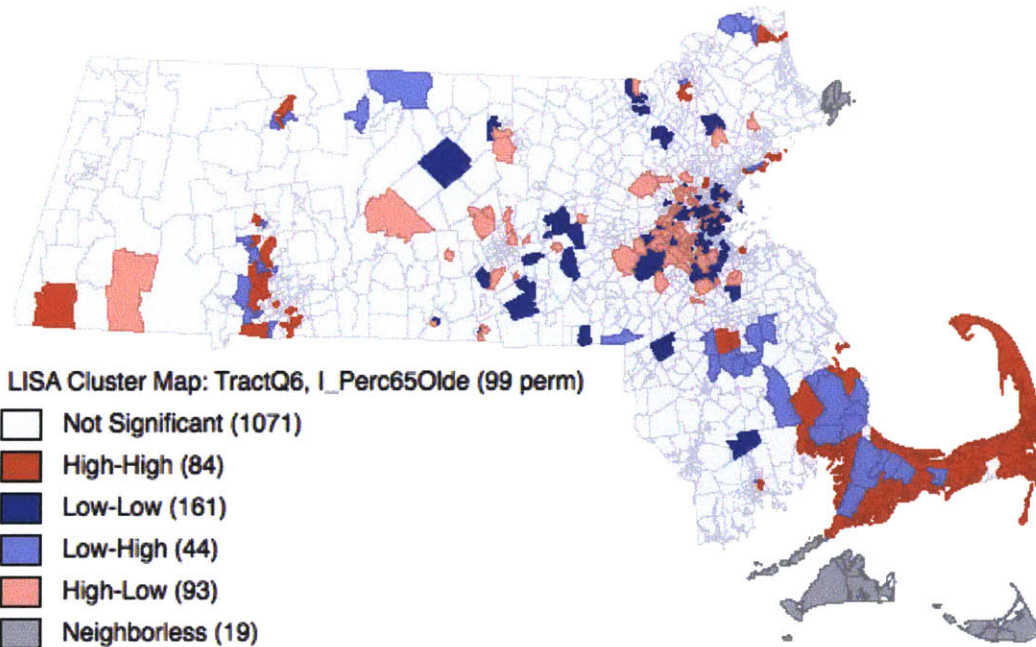 LISA Cluster Map: TractQ6, I_Perc65Olde (99 perm)
Not Significant (1071)
High-High (84)
Low-Low (161)
Low-High (44)
High-Low (93)
Neighborless (19)